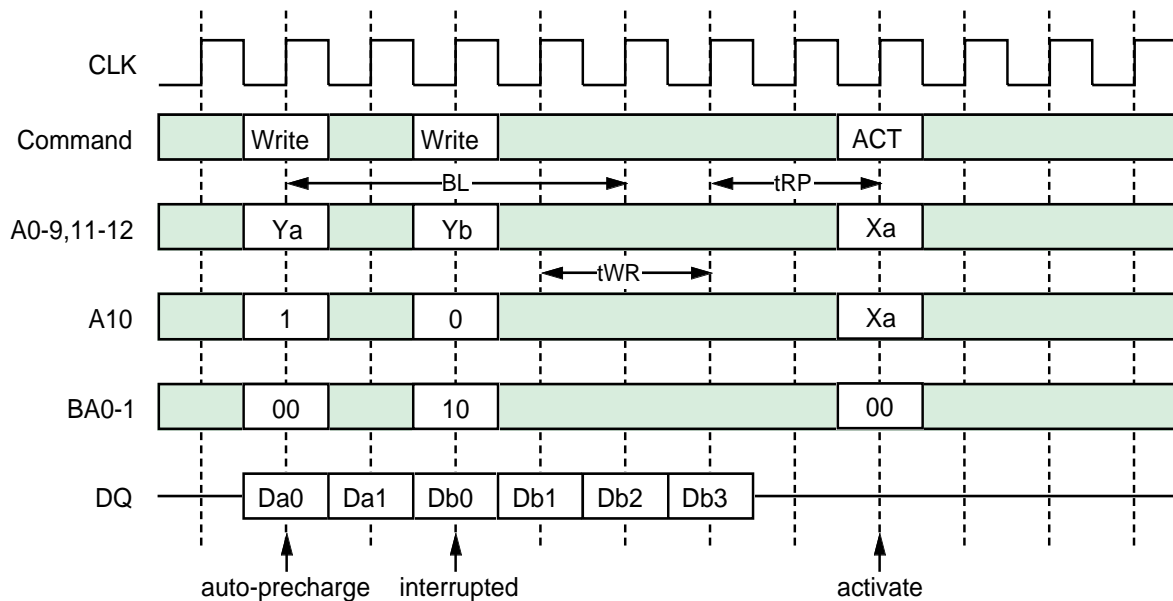 CLK
Command Write Write ACT
BL tRP
A0-9,11-12 Ya Yb Xa
tWR
A10 1 0 Xa
BA0-1 00 10 00
DQ Da0 Da1 Db0 Db1 Db2 Db3
auto-precharge interrupted activate